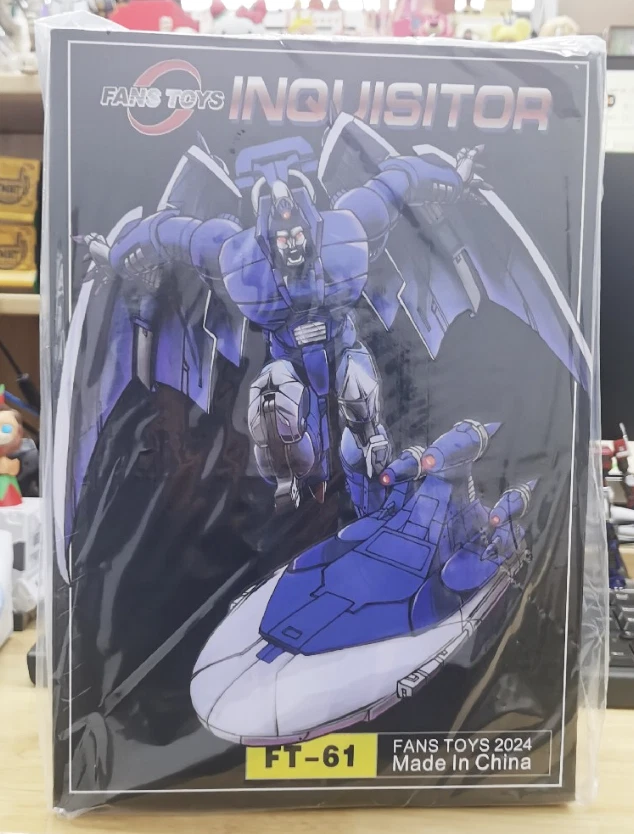 FANS TOYS
INQUISITOR
FT-61
FANS TOYS 2024
Made In China